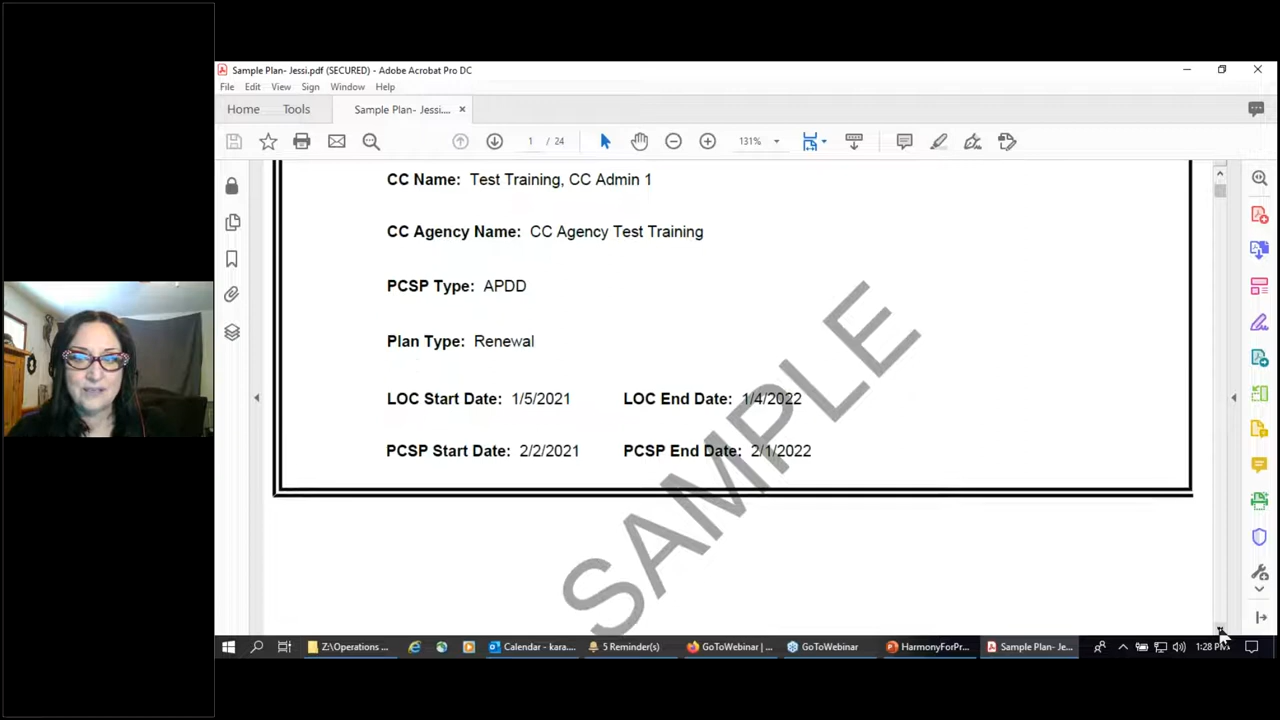 Sample Plan- Jessi.pdf (SECURED) - Adobe Acrobat Pro DC
File Edit View Sign Window Help
Home Tools Sample Plan- Jessi....
1 / 24 131%
CC Name: Test Training, CC Admin 1
CC Agency Name: CC Agency Test Training
PCSP Type: APDD
Plan Type: Renewal
LOC Start Date: 1/5/2021 LOC End Date: 1/4/2022
PCSP Start Date: 2/2/2021 PCSP End Date: 2/1/2022
SAMPLE
Z:\Operations ... Calendar - kara.... 5 Reminder(s) GoToWebinar | ... GoToWebinar HarmonyForPr... Sample Plan- Je... 1:28 PM